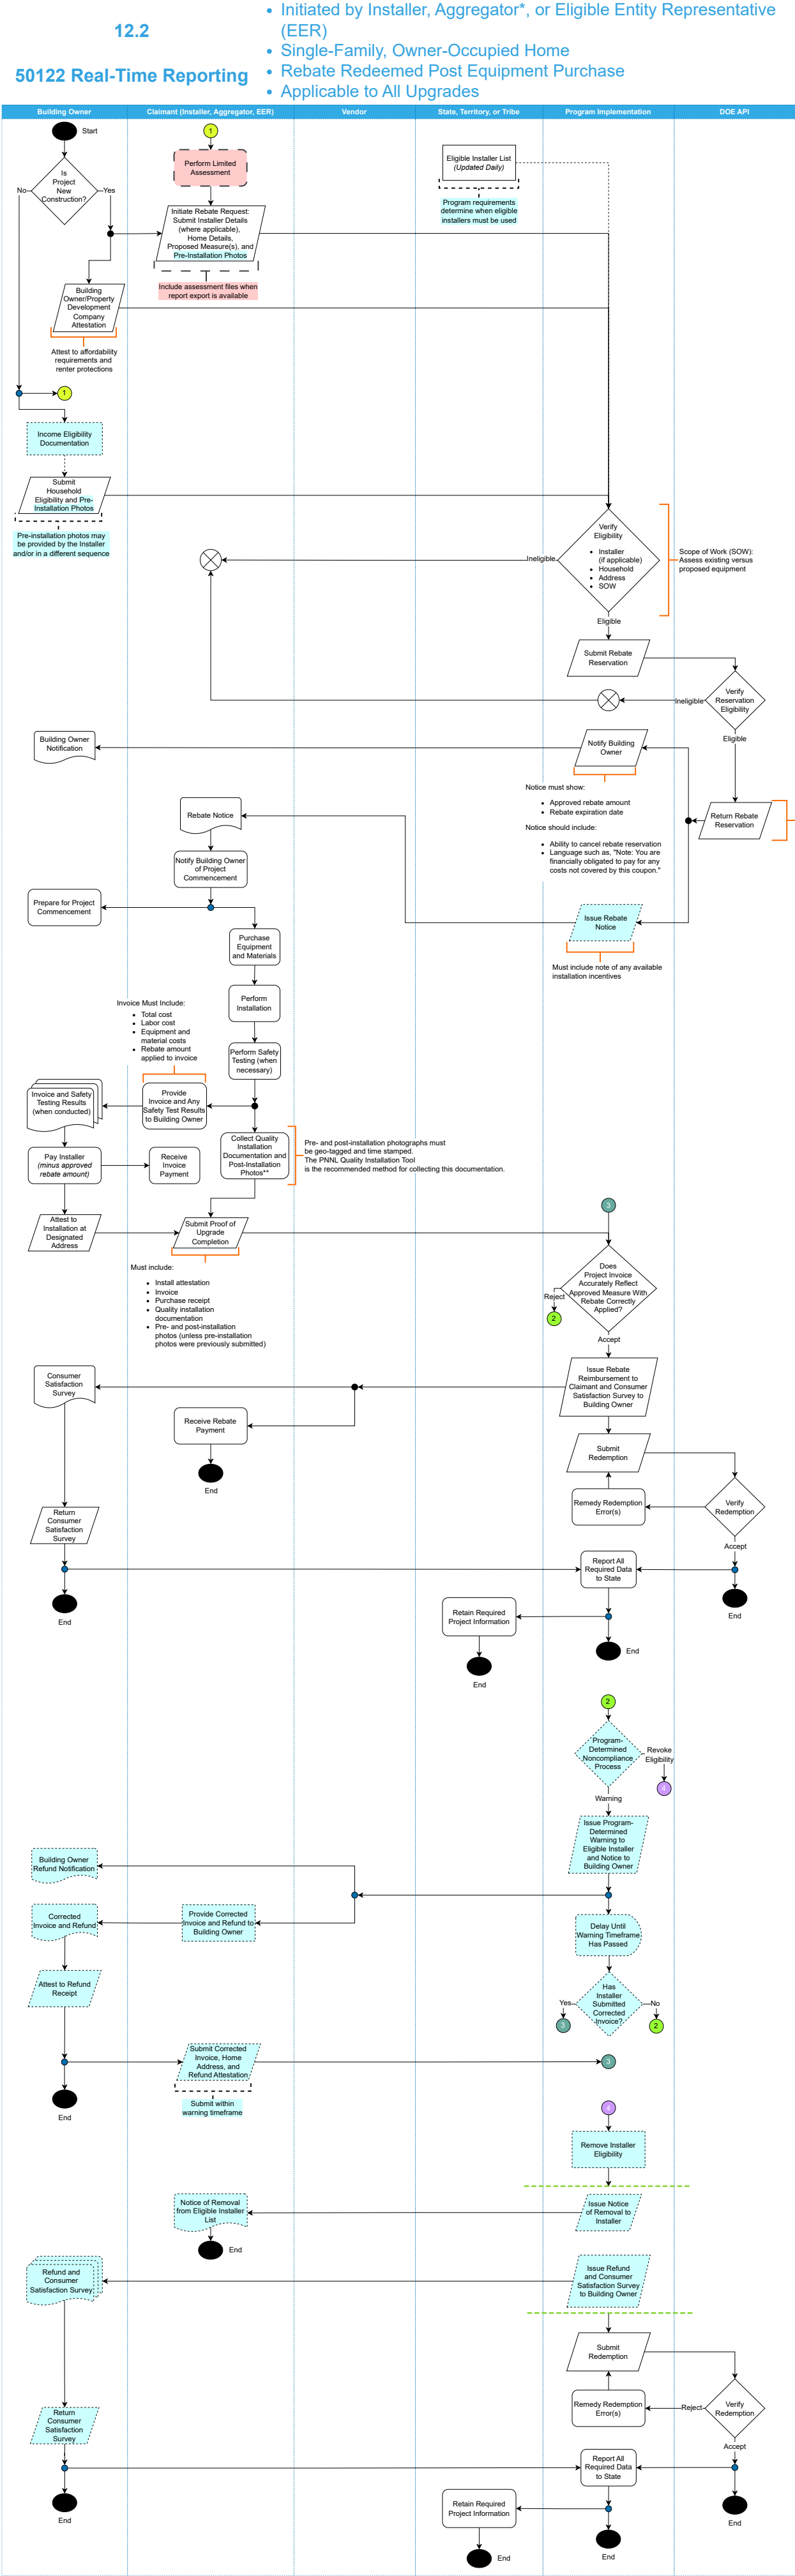 12.2
50122 Real-Time Reporting
• Initiated by Installer, Aggregator*, or Eligible Entity Representative
(EER)
• Single-Family, Owner-Occupied Home
• Rebate Redeemed Post Equipment Purchase
• Applicable to All Upgrades
Building Owner
Claimant (Installer, Aggregator, EER)
Vendor
State, Territory, or Tribe
Program Implementation
DOE API
Start
1
Perform Limited
Assessment
Eligible Installer List
(Updated Daily)
Is
Project
New
Construction?
No
Yes
Program requirements
determine when eligible
installers must be used
Initiate Rebate Request:
Submit Installer Details
(where applicable),
Home Details,
Proposed Measure(s), and
Pre-Installation Photos
Include assessment files when
report export is available
Building
Owner/Property
Development
Company
Attestation
Attest to affordability
requirements and
renter protections
1
Income Eligibility
Documentation
Submit
Household
Eligibility and Pre-
Installation Photos
Pre-installation photos may
be provided by the Installer
and/or in a different sequence
Verify
Eligibility
• Installer
(if applicable)
• Household
• Address
• SOW
Ineligible
Scope of Work (SOW):
Assess existing versus
proposed equipment
Eligible
Submit Rebate
Reservation
Verify
Reservation
Eligibility
Ineligible
Eligible
Building Owner
Notification
Notify Building
Owner
Notice must show:
• Approved rebate amount
• Rebate expiration date
Notice should include:
• Ability to cancel rebate reservation
• Language such as, "Note: You are
financially obligated to pay for any
costs not covered by this coupon."
Return Rebate
Reservation
Rebate Notice
Notify Building Owner
of Project
Commencement
Prepare for Project
Commencement
Issue Rebate
Notice
Must include note of any available
installation incentives
Purchase
Equipment
and Materials
Perform
Installation
Invoice Must Include:
• Total cost
• Labor cost
• Equipment and
material costs
• Rebate amount
applied to invoice
Perform Safety
Testing (when
necessary)
Invoice and Safety
Testing Results
(when conducted)
Provide
Invoice and Any
Safety Test Results
to Building Owner
Collect Quality
Installation
Documentation and
Post-Installation
Photos**
Pre- and post-installation photographs must
be geo-tagged and time stamped.
The PNNL Quality Installation Tool
is the recommended method for collecting this documentation.
Pay Installer
(minus approved
rebate amount)
Receive
Invoice
Payment
Attest to
Installation at
Designated
Address
Submit Proof of
Upgrade
Completion
Must include:
• Install attestation
• Invoice
• Purchase receipt
• Quality installation
documentation
• Pre- and post-installation
photos (unless pre-installation
photos were previously submitted)
3
Does
Project Invoice
Accurately Reflect
Approved Measure With
Rebate Correctly
Applied?
Reject
2
Accept
Consumer
Satisfaction
Survey
Issue Rebate
Reimbursement to
Claimant and Consumer
Satisfaction Survey to
Building Owner
Receive Rebate
Payment
End
Submit
Redemption
Remedy Redemption
Error(s)
Verify
Redemption
Accept
Return
Consumer
Satisfaction
Survey
Report All
Required Data
to State
End
Retain Required
Project Information
End
End
End
2
Program-
Determined
Noncompliance
Process
Revoke
Eligibility
4
Warning
Issue Program-
Determined
Warning to
Eligible Installer
and Notice to
Building Owner
Building Owner
Refund Notification
Corrected
Invoice and Refund
Provide Corrected
Invoice and Refund to
Building Owner
Delay Until
Warning Timeframe
Has Passed
Attest to Refund
Receipt
Has
Installer
Submitted
Corrected
Invoice?
Yes
No
3
2
Submit Corrected
Invoice, Home
Address, and
Refund Attestation
3
Submit within
warning timeframe
End
4
Remove Installer
Eligibility
Notice of Removal
from Eligible Installer
List
Issue Notice
of Removal to
Installer
End
Refund and
Consumer
Satisfaction Survey
Issue Refund
and Consumer
Satisfaction Survey
to Building Owner
Submit
Redemption
Remedy Redemption
Error(s)
Reject
Verify
Redemption
Accept
Return
Consumer
Satisfaction
Survey
Report All
Required Data
to State
End
Retain Required
Project Information
End
End
End